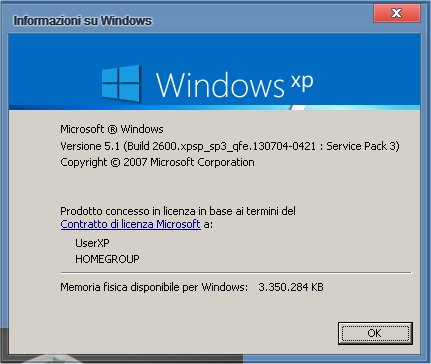 Informazioni su Windows
Windows xp
Microsoft ® Windows
Versione 5.1 (Build 2600.xpsp_sp3_qfe.130704-0421 : Service Pack 3)
Copyright © 2007 Microsoft Corporation
Prodotto concesso in licenza in base ai termini del
Contratto di licenza Microsoft a:
UserXP
HOMEGROUP
Memoria fisica disponibile per Windows: 3.350.284 KB
OK